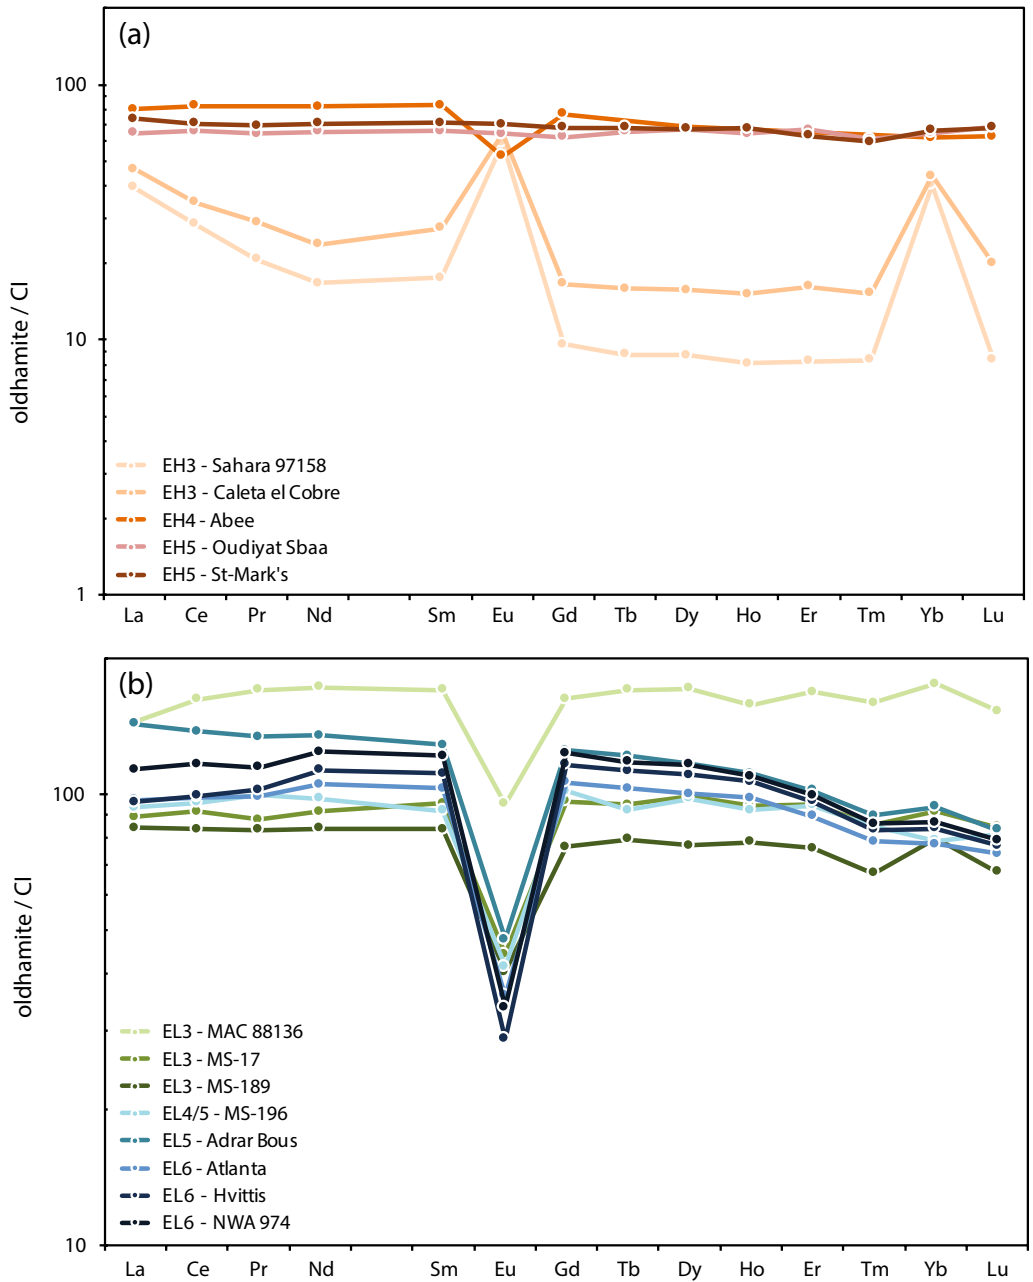 (a)
100
10
1
oldhamite / CI
EH3 - Sahara 97158
EH3 - Caleta el Cobre
EH4 - Abee
EH5 - Oudiyat Sbaa
EH5 - St-Mark's
La Ce Pr Nd Sm Eu Gd Tb Dy Ho Er Tm Yb Lu
(b)
100
10
oldhamite / CI
EL3 - MAC 88136
EL3 - MS-17
EL3 - MS-189
EL4/5 - MS-196
EL5 - Adrar Bous
EL6 - Atlanta
EL6 - Hvittis
EL6 - NWA 974
La Ce Pr Nd Sm Eu Gd Tb Dy Ho Er Tm Yb Lu